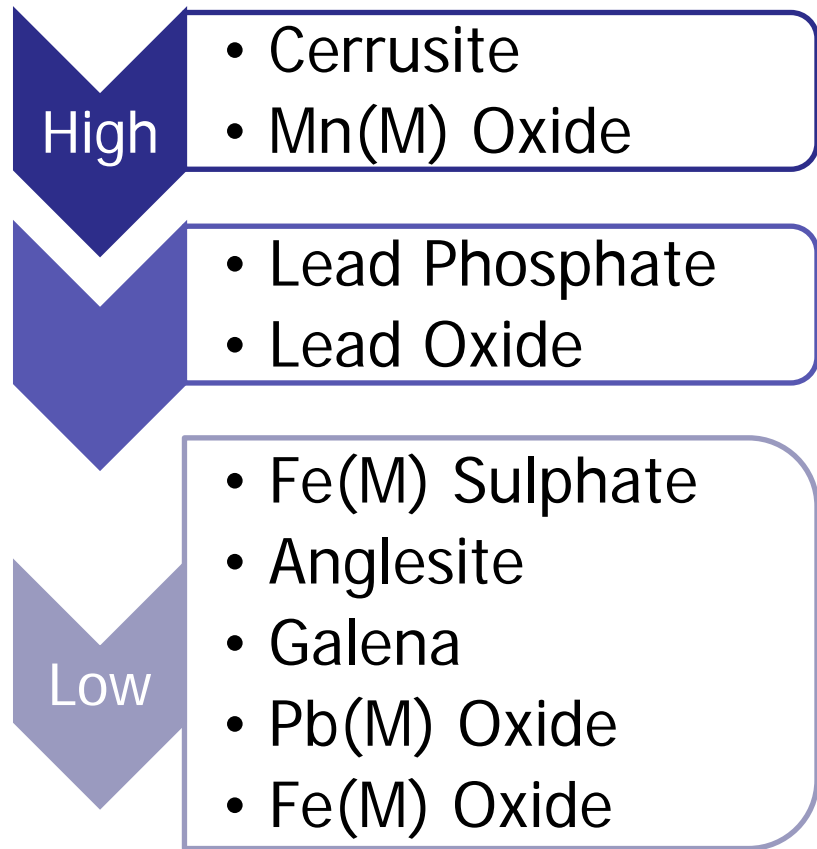 High
• Cerrusite
• Mn(M) Oxide
• Lead Phosphate
• Lead Oxide
Low
• Fe(M) Sulphate
• Anglesite
• Galena
• Pb(M) Oxide
• Fe(M) Oxide